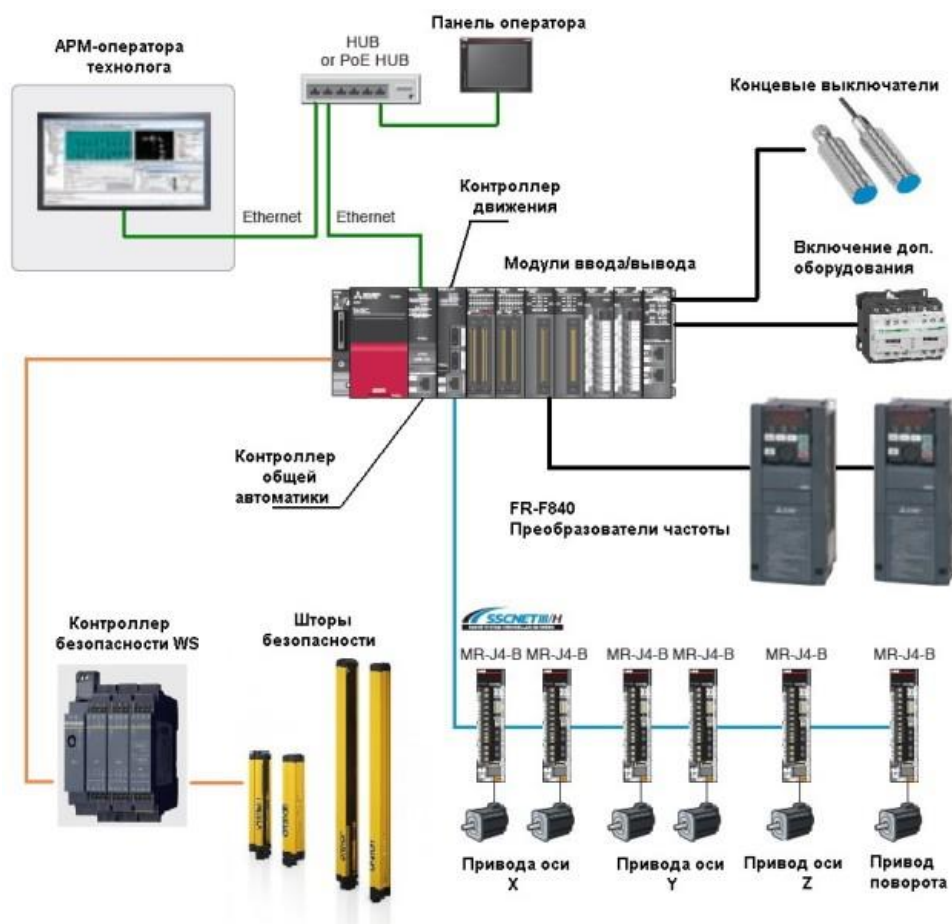 Панель оператора
АРМ-оператора
технолога
HUB
or PoE HUB
Концевые выключатели
Ethernet
Ethernet
Контроллер
движения
Модули ввода/вывода
Включение доп.
оборудования
Контроллер
общей
автоматики
FR-F840
Преобразователи частоты
Контроллер
безопасности WS
Шторы
безопасности
SSCNETIII/H
MR-J4-B MR-J4-B MR-J4-B MR-J4-B MR-J4-B MR-J4-B
Привода оси
X
Привода оси
Y
Привод оси
Z
Привод
поворота